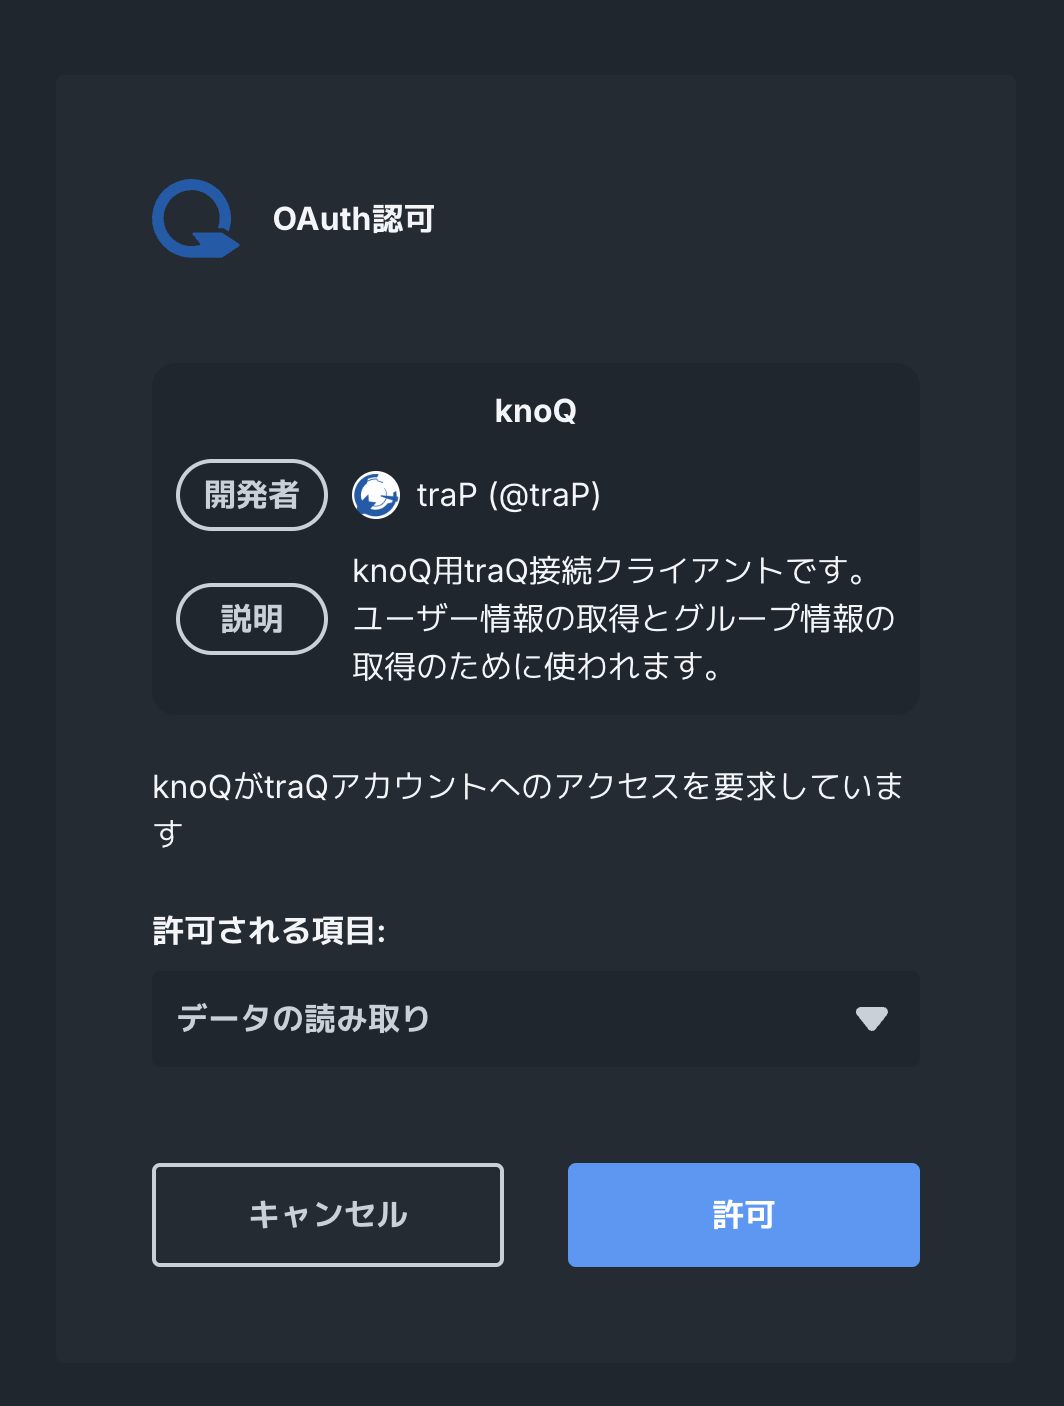 OAuth認可
knoQ
開発者
traP (@traP)
説明
knoQ用traQ接続クライアントです。
ユーザー情報の取得とグループ情報の
取得のために使われます。
knoQがtraQアカウントへのアクセスを要求していま
す
許可される項目:
データの読み取り
キャンセル
許可